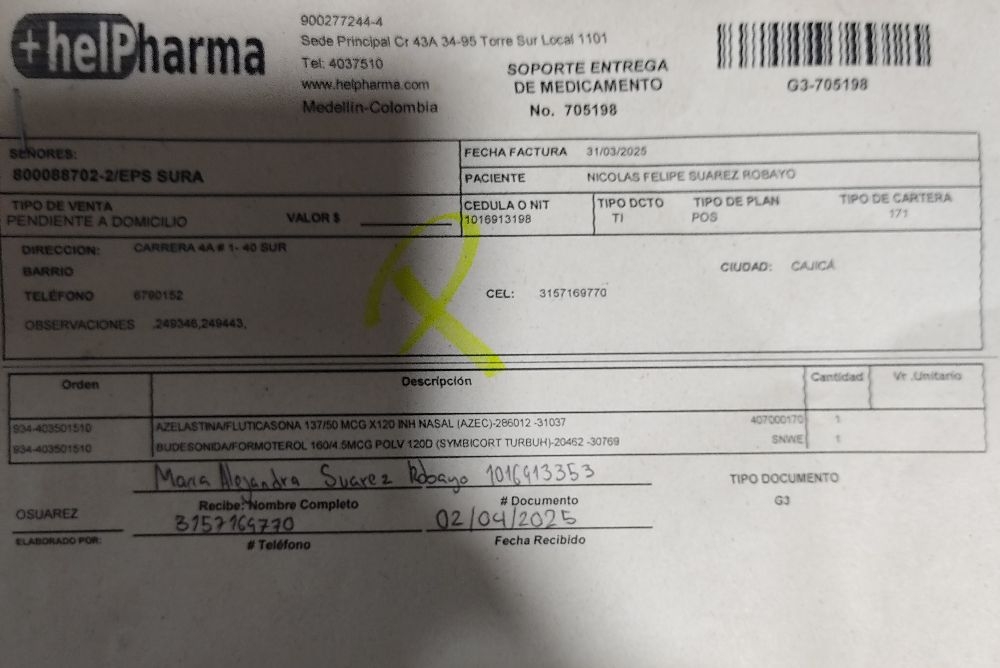 +helPharma
900277244-4
Sede Principal Cr 43A 34-95 Torre Sur Local 1101
Tel: 4037510
www.helpharma.com
Medellin-Colombia
SOPORTE ENTREGA
DE MEDICAMENTO
No. 705198
G3-705198
SEÑORES:
800088702-2/EPS SURA
FECHA FACTURA 31/03/2025
PACIENTE NICOLAS FELIPE SUAREZ ROBAYO
TIPO DE VENTA
PENDIENTE A DOMICILIO
VALOR $
CEDULA O NIT
1016913198
TIPO DCTO
TI
TIPO DE PLAN
POS
TIPO DE CARTERA
171
DIRECCION: CARRERA 4A # 1- 40 SUR
BARRIO
CIUDAD: CAJICÁ
TELÉFONO 6790152
CEL: 3157169770
OBSERVACIONES .249346,249443,
Orden Descripción Cantidad Vr .Unitario
934-403501510 AZELASTINA/FLUTICASONA 137/50 MCG X120 INH NASAL (AZEC)-286012 -31037 407000170 1
934-403501510 BUDESONIDA/FORMOTEROL 160/4.5MCG POLV 120D (SYMBICORT TURBUH)-20462 -30769 SNWE 1
Maria Alejandra Suarez Robayo 1016913353
Recibe: Nombre Completo # Documento
TIPO DOCUMENTO
G3
OSUAREZ
3157169770 02/04/2025
ELABORADO POR: # Teléfono Fecha Recibido